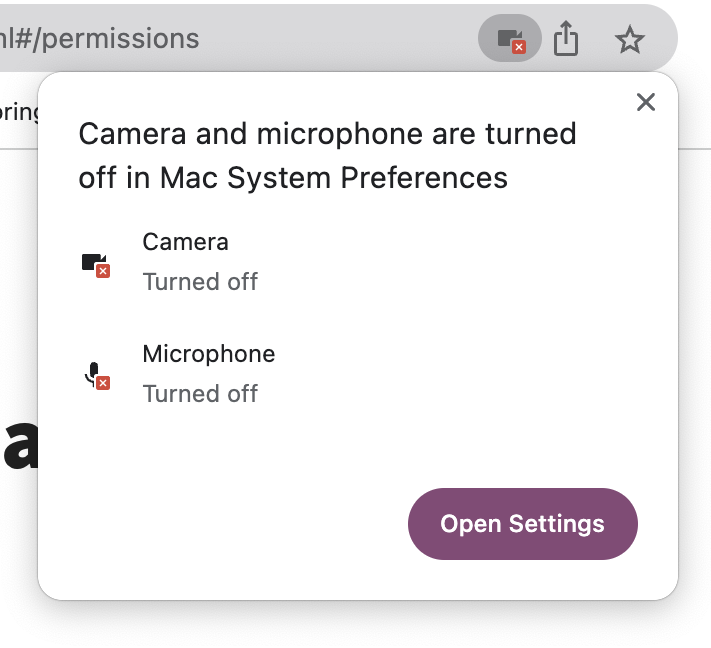 nl#/permissions
oring
Camera and microphone are turned
off in Mac System Preferences
Camera
Turned off
Microphone
Turned off
a
Open Settings